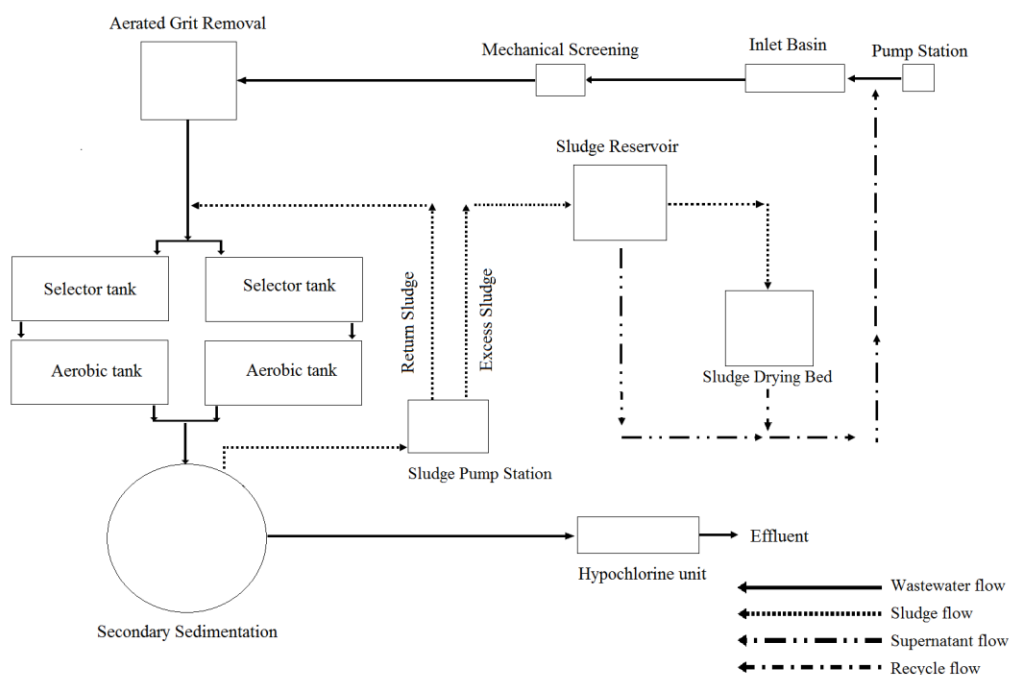 Aerated Grit Removal
Mechanical Screening
Inlet Basin
Pump Station
Sludge Reservoir
Selector tank
Selector tank
Return Sludge
Excess Sludge
Aerobic tank
Aerobic tank
Sludge Drying Bed
Sludge Pump Station
Effluent
Hypochlorine unit
Secondary Sedimentation
Wastewater flow
Sludge flow
Supernatant flow
Recycle flow